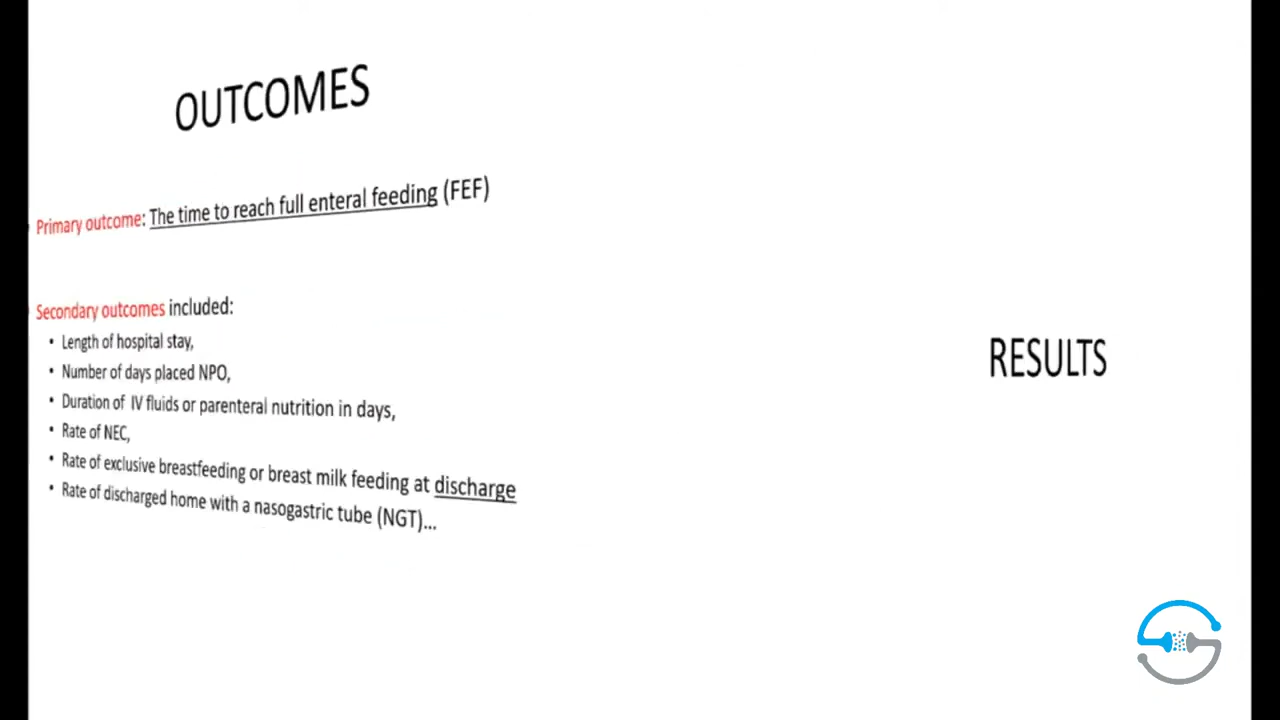 OUTCOMES
Primary outcome: The time to reach full enteral feeding (FEF)
Secondary outcomes included:
• Length of hospital stay,
• Number of days placed NPO,
• Duration of IV fluids or parenteral nutrition in days,
• Rate of NEC,
• Rate of exclusive breastfeeding or breast milk feeding at discharge
• Rate of discharged home with a nasogastric tube (NGT)...
RESULTS